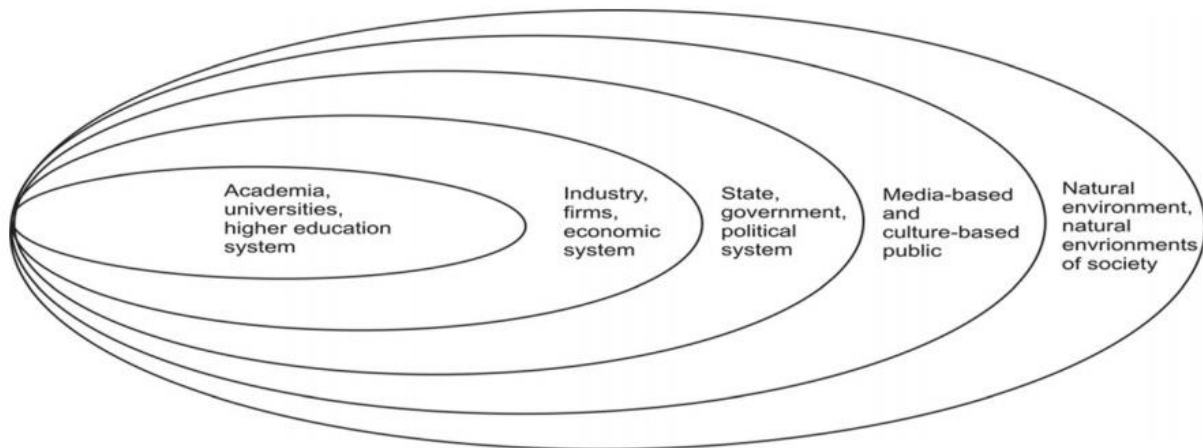 Academia,
universities,
higher education
system
Industry,
firms,
economic
system
State,
government,
political
system
Media-based
and
culture-based
public
Natural
environment,
natural
envrionments
of society